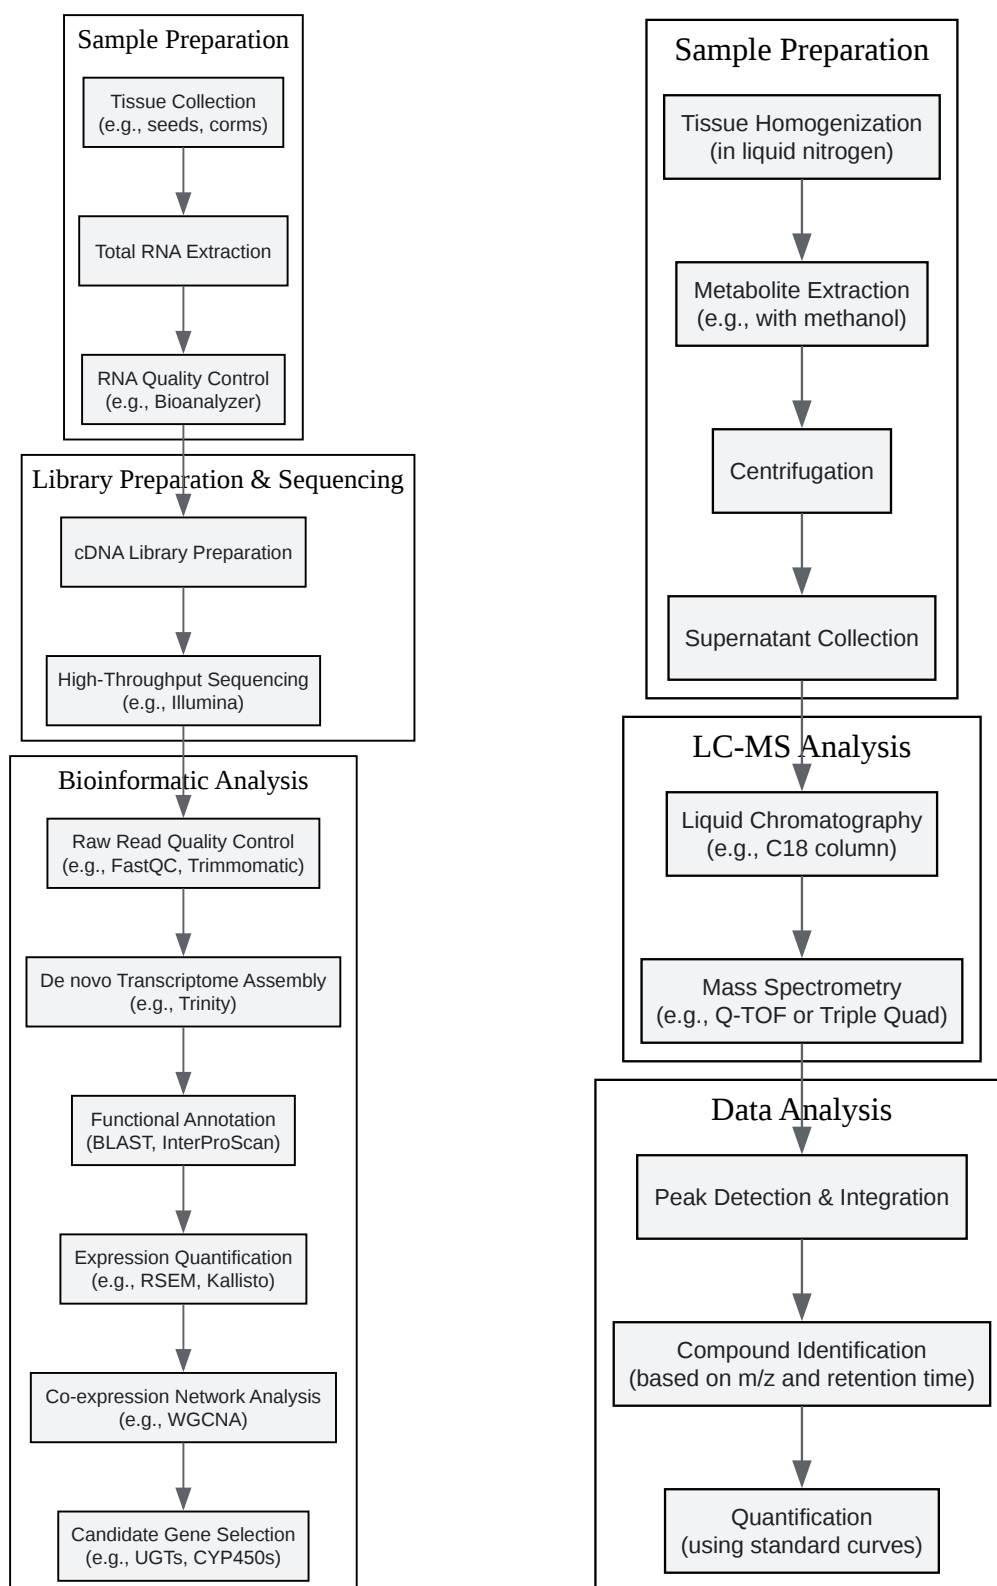 Sample Preparation
Tissue Collection
(e.g., seeds, corms)
Total RNA Extraction
RNA Quality Control
(e.g., Bioanalyzer)
Library Preparation & Sequencing
cDNA Library Preparation
High-Throughput Sequencing
(e.g., Illumina)
Bioinformatic Analysis
Raw Read Quality Control
(e.g., FastQC, Trimmomatic)
De novo Transcriptome Assembly
(e.g., Trinity)
Functional Annotation
(BLAST, InterProScan)
Expression Quantification
(e.g., RSEM, Kallisto)
Co-expression Network Analysis
(e.g., WGCNA)
Candidate Gene Selection
(e.g., UGTs, CYP450s)
Sample Preparation
Tissue Homogenization
(in liquid nitrogen)
Metabolite Extraction
(e.g., with methanol)
Centrifugation
Supernatant Collection
LC-MS Analysis
Liquid Chromatography
(e.g., C18 column)
Mass Spectrometry
(e.g., Q-TOF or Triple Quad)
Data Analysis
Peak Detection & Integration
Compound Identification
(based on m/z and retention time)
Quantification
(using standard curves)